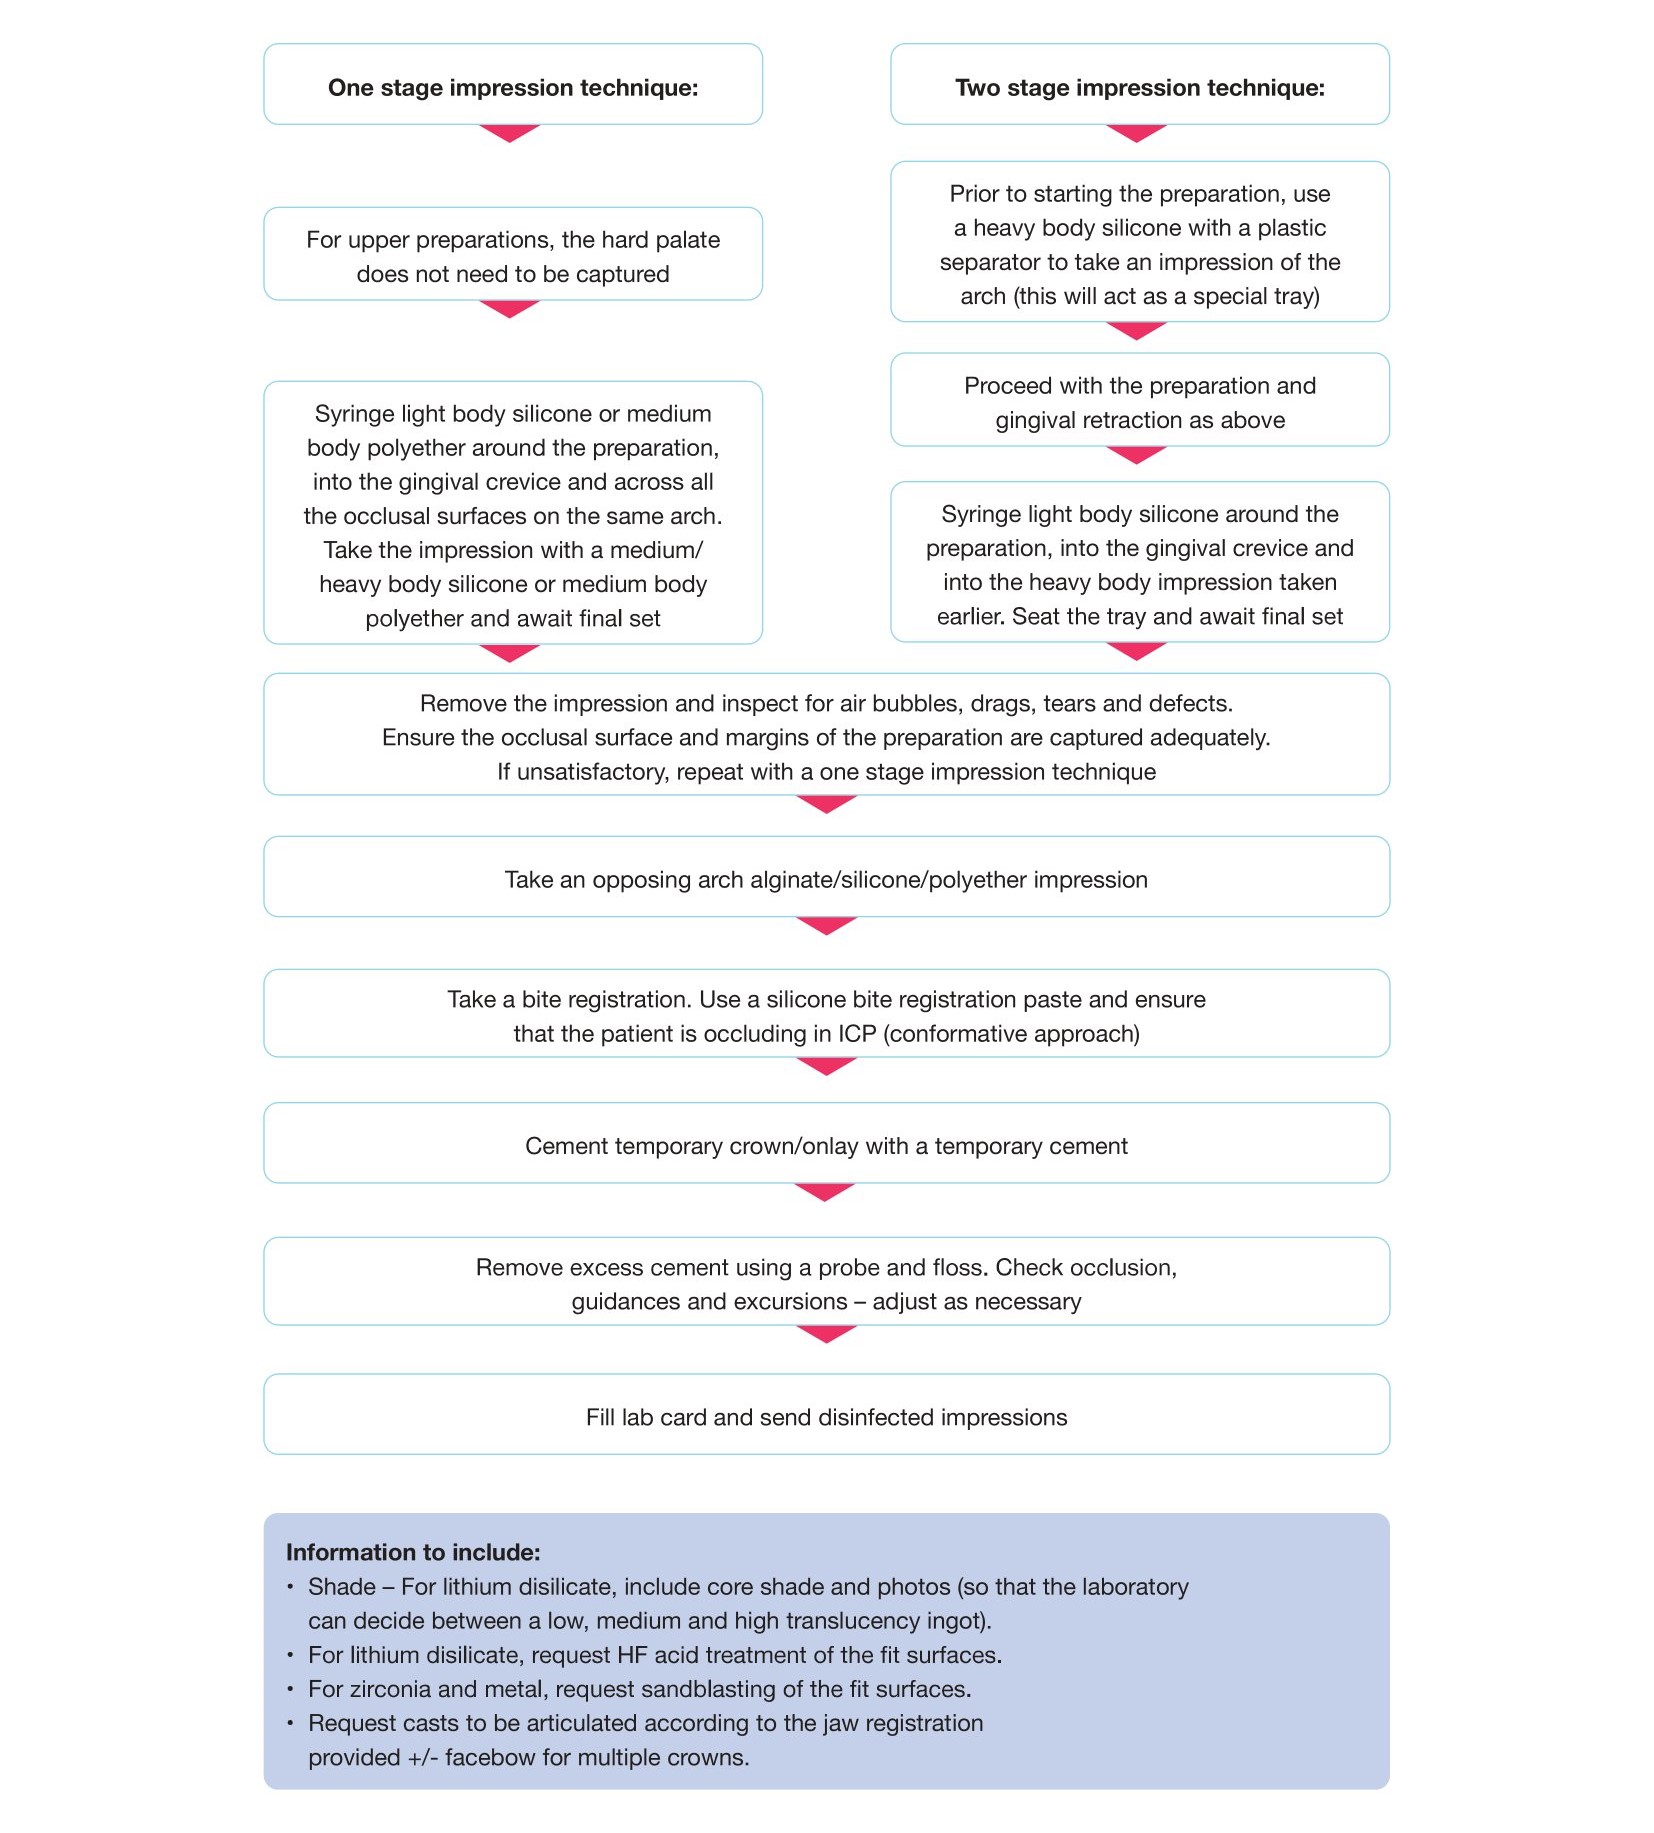 One stage impression technique:
For upper preparations, the hard palate
does not need to be captured
Syringe light body silicone or medium
body polyether around the preparation,
into the gingival crevice and across all
the occlusal surfaces on the same arch.
Take the impression with a medium/
heavy body silicone or medium body
polyether and await final set
Two stage impression technique:
Prior to starting the preparation, use
a heavy body silicone with a plastic
separator to take an impression of the
arch (this will act as a special tray)
Proceed with the preparation and
gingival retraction as above
Syringe light body silicone around the
preparation, into the gingival crevice and
into the heavy body impression taken
earlier. Seat the tray and await final set
Remove the impression and inspect for air bubbles, drags, tears and defects.
Ensure the occlusal surface and margins of the preparation are captured adequately.
If unsatisfactory, repeat with a one stage impression technique
Take an opposing arch alginate/silicone/polyether impression
Take a bite registration. Use a silicone bite registration paste and ensure
that the patient is occluding in ICP (conformative approach)
Cement temporary crown/onlay with a temporary cement
Remove excess cement using a probe and floss. Check occlusion,
guidances and excursions – adjust as necessary
Fill lab card and send disinfected impressions
Information to include:
• Shade – For lithium disilicate, include core shade and photos (so that the laboratory
can decide between a low, medium and high translucency ingot).
• For lithium disilicate, request HF acid treatment of the fit surfaces.
• For zirconia and metal, request sandblasting of the fit surfaces.
• Request casts to be articulated according to the jaw registration
provided +/- facebow for multiple crowns.